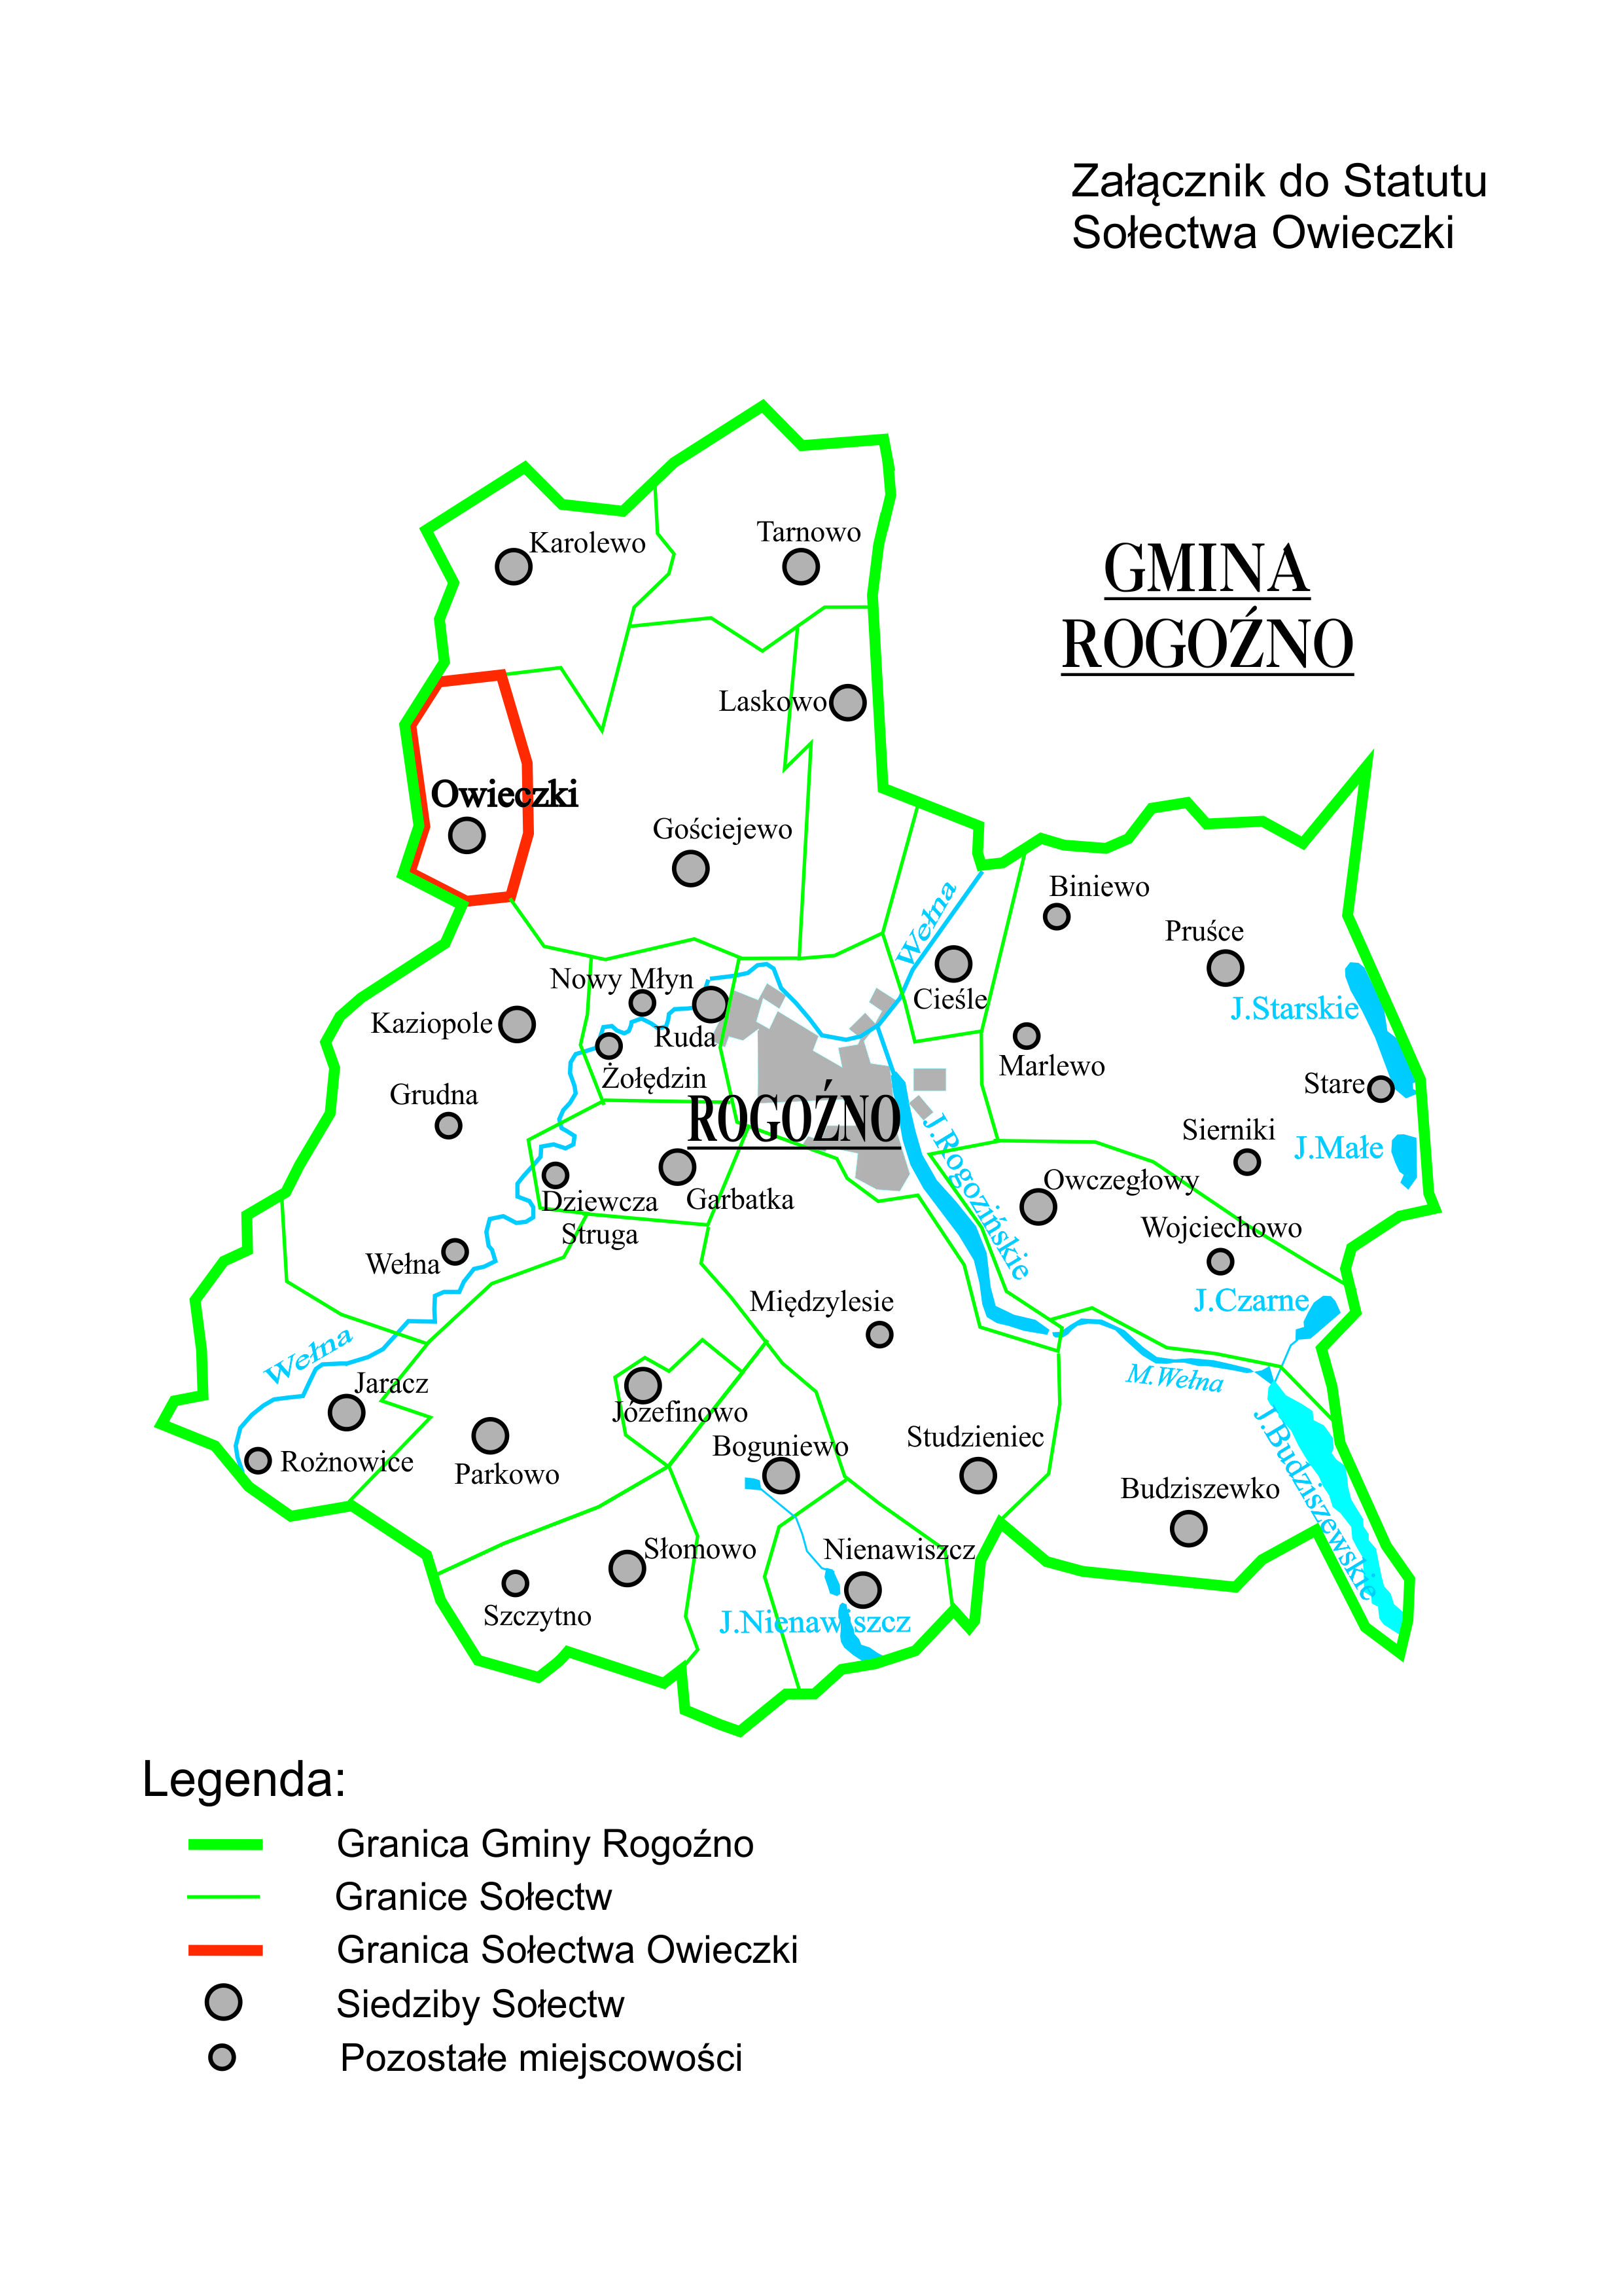 Załącznik do Statutu
Sołectwa Owieczki
GMINA
ROGOŹNO
Karolewo
Tarnowo
Laskowo
Owieczki
Gościejewo
Wełna
Biniewo
Pruśce
Nowy Młyn
Cieśle
J.Starskie
Kaziopole
Ruda
Marlewo
Żołędzin
Stare
Grudna
ROGOŹNO
J.Rogozińskie
Sierniki
J.Małe
Owczegłowy
Dziewcza
Struga
Garbatka
Wojciechowo
Wełna
J.Czarne
Międzylesie
Wełna
M.Wełna
Jaracz
Józefinowo
J.Budziszewskie
Boguniewo
Studzieniec
Rożnowice
Parkowo
Budziszewko
Słomowo
Nienawiszcz
Szczytno
J.Nienawiszcz
Legenda:
Granica Gminy Rogoźno
Granice Sołectw
Granica Sołectwa Owieczki
Siedziby Sołectw
Pozostałe miejscowości